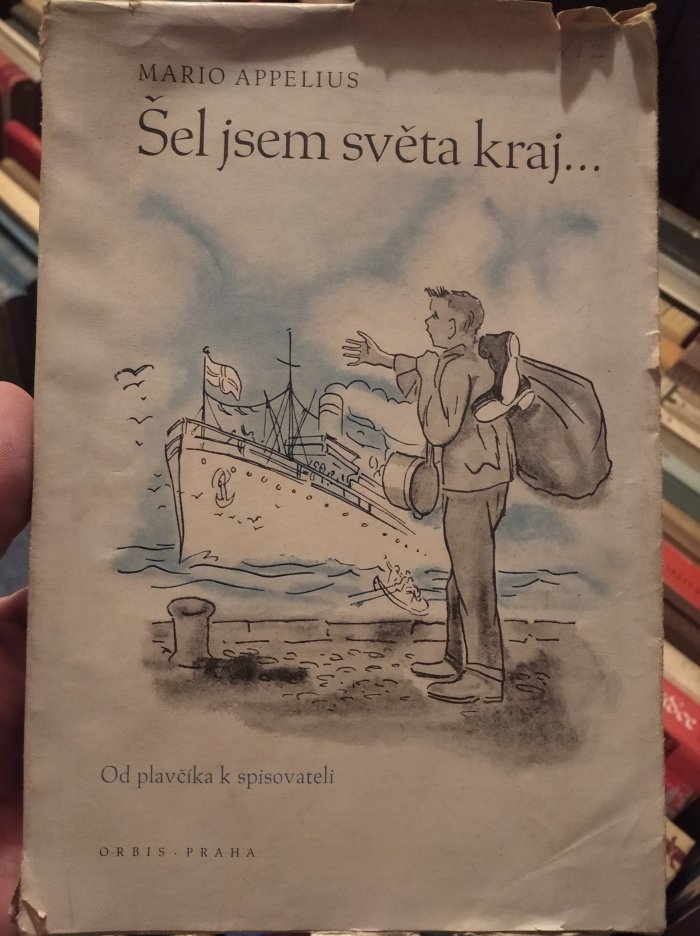 MARIO APPELIUS
Šel jsem světa kraj...
Od plavčíka k spisovateli
ORBIS · PRAHA